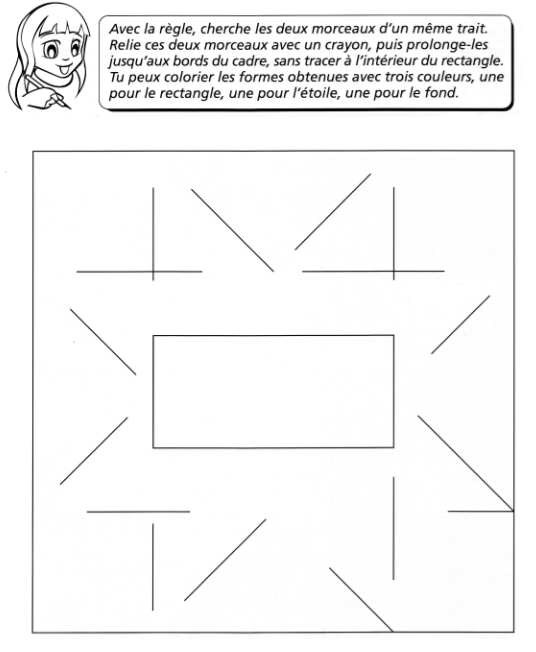 Avec la règle, cherche les deux morceaux d'un même trait.
Relie ces deux morceaux avec un crayon, puis prolonge-les
jusqu'aux bords du cadre, sans tracer à l'intérieur du rectangle.
Tu peux colorier les formes obtenues avec trois couleurs, une
pour le rectangle, une pour l'étoile, une pour le fond.